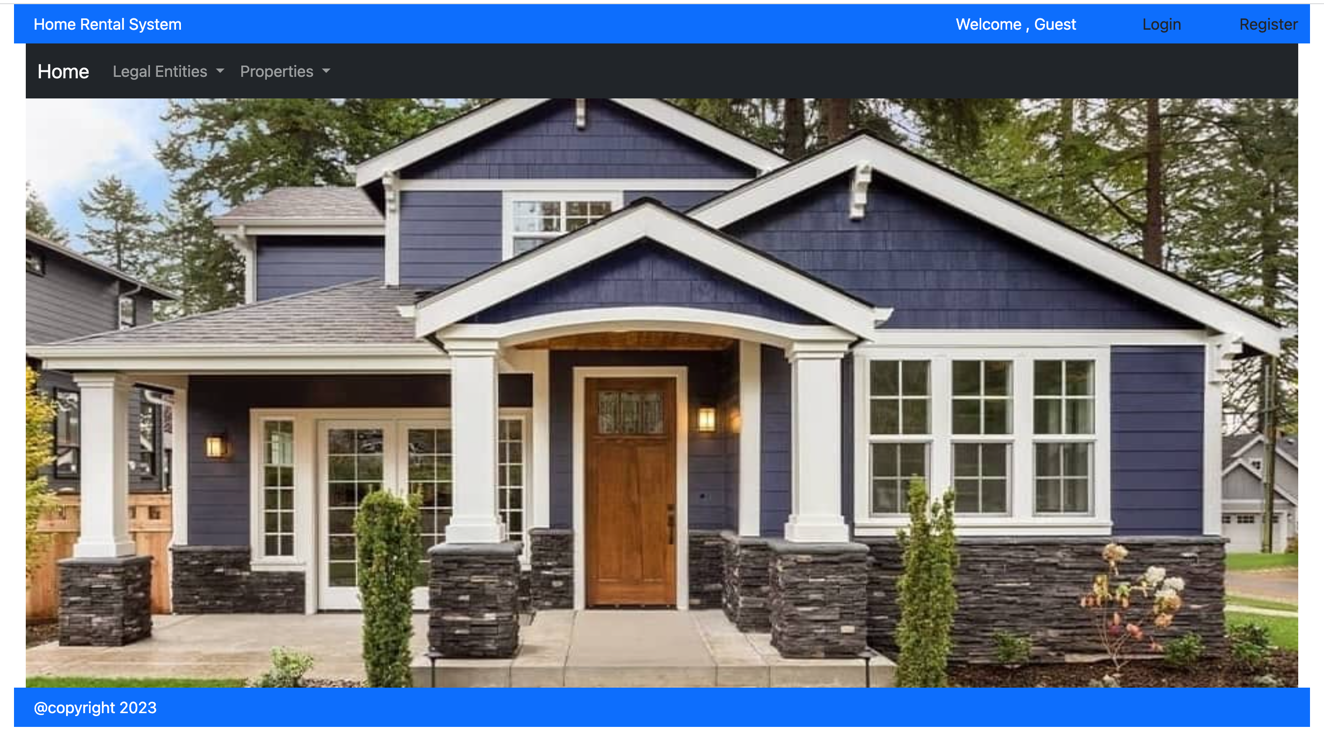 Home Rental System Welcome , Guest Login Register
Home Legal Entities Properties
@copyright 2023